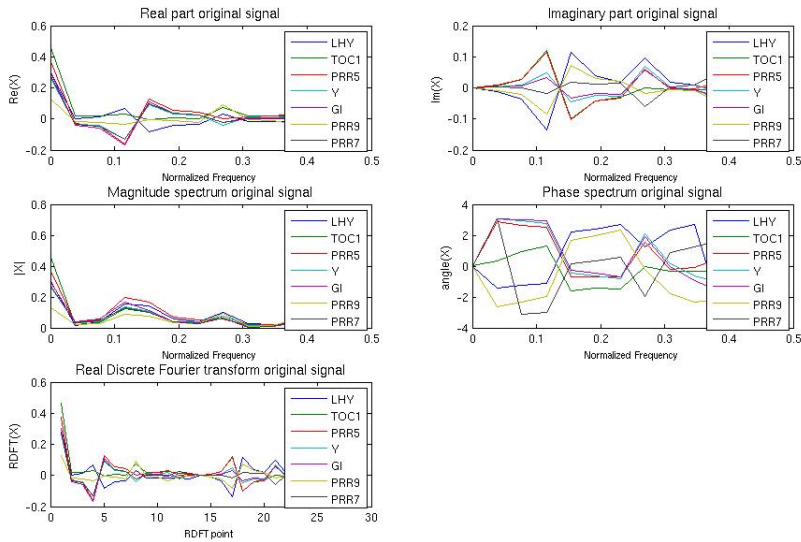 Real part original signal
Re(X)
0.6
0.4
0.2
0
-0.2
0
0.1
0.2
0.3
0.4
0.5
Normalized Frequency
LHY
TOC1
PRR5
Y
GI
PRR9
PRR7
Imaginary part original signal
Im(X)
0.2
0.1
0
-0.1
-0.2
0
0.1
0.2
0.3
0.4
0.5
Normalized Frequency
LHY
TOC1
PRR5
Y
GI
PRR9
PRR7
Magnitude spectrum original signal
|X|
0.8
0.6
0.4
0.2
0
0
0.1
0.2
0.3
0.4
0.5
Normalized Frequency
LHY
TOC1
PRR5
Y
GI
PRR9
PRR7
Phase spectrum original signal
angle(X)
4
2
0
-2
-4
0
0.1
0.2
0.3
0.4
0.5
Normalized Frequency
LHY
TOC1
PRR5
Y
GI
PRR9
PRR7
Real Discrete Fourier transform original signal
RDFT(X)
0.6
0.4
0.2
0
-0.2
0
5
10
15
20
25
30
RDFT point
LHY
TOC1
PRR5
Y
GI
PRR9
PRR7